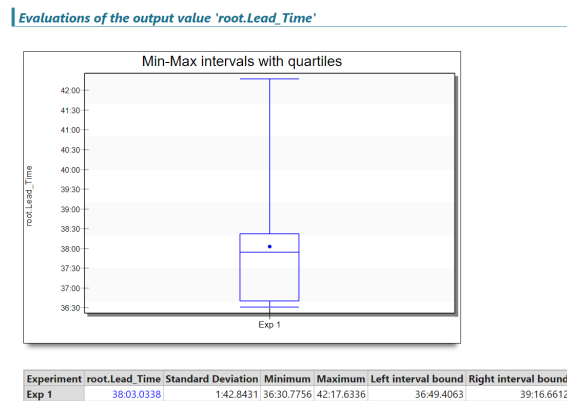 Evaluations of the output value 'root.Lead_Time'
Min-Max intervals with quartiles
root.Lead_Time
42:00
41:30
41:00
40:30
40:00
39:30
39:00
38:30
38:00
37:30
37:00
36:30
Exp 1
Experiment root.Lead_Time Standard Deviation Minimum Maximum Left interval bound Right interval bound
Exp 1 38:03.0338 1:42.8431 36:30.7756 42:17.6336 36:49.4063 39:16.6612